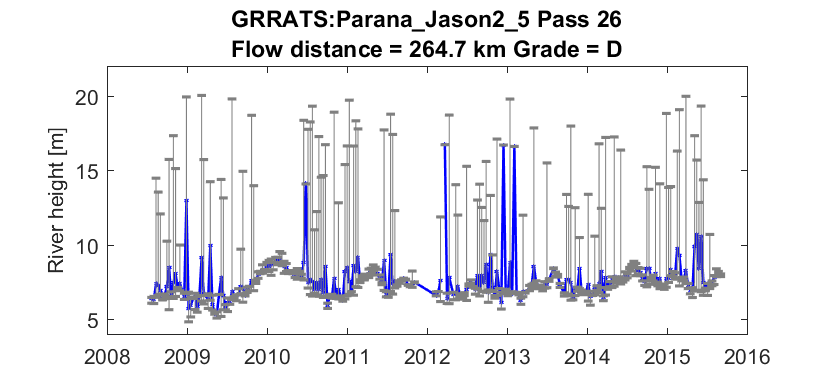 GRRATS:Parana_Jason2_5 Pass 26
Flow distance = 264.7 km Grade = D
River height [m]
20
15
10
5
2008 2009 2010 2011 2012 2013 2014 2015 2016